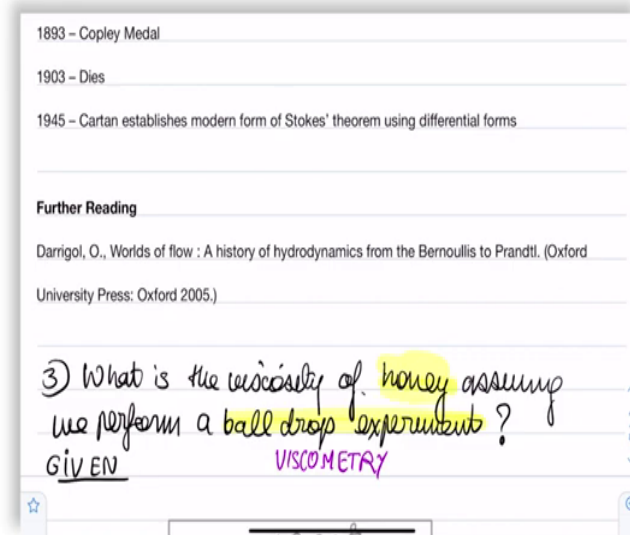 1893 – Copley Medal
1903 – Dies
1945 – Cartan establishes modern form of Stokes' theorem using differential forms
Further Reading
Darrigol, O., Worlds of flow : A history of hydrodynamics from the Bernoullis to Prandtl. (Oxford
University Press: Oxford 2005.)
3) What is the viscosity of honey assuming
we perform a ball drop experiment?
GIVEN VISCOMETRY